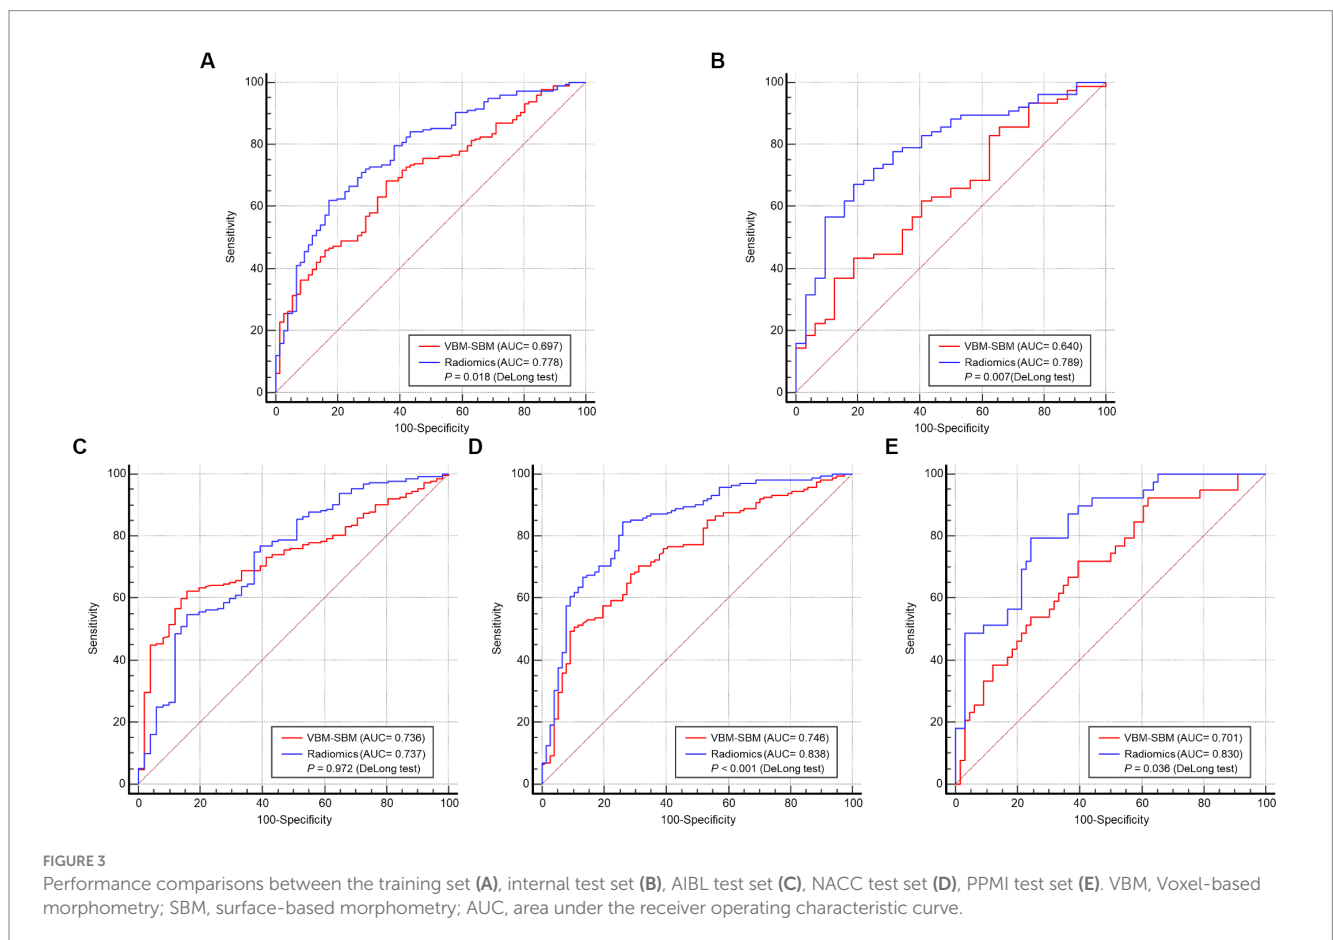 A
100
80
60
40
20
0
Sensitivity
VBM-SBM (AUC= 0.697)
Radiomics (AUC= 0.778)
P = 0.018 (DeLong test)
0 20 40 60 80 100
100-Specificity
B
100
80
60
40
20
0
Sensitivity
VBM-SBM (AUC= 0.640)
Radiomics (AUC= 0.789)
P = 0.007(DeLong test)
0 20 40 60 80 100
100-Specificity
C
100
80
60
40
20
0
Sensitivity
VBM-SBM (AUC= 0.736)
Radiomics (AUC= 0.737)
P = 0.972 (DeLong test)
0 20 40 60 80 100
100-Specificity
D
100
80
60
40
20
0
Sensitivity
VBM-SBM (AUC= 0.746)
Radiomics (AUC= 0.838)
P < 0.001 (DeLong test)
0 20 40 60 80 100
100-Specificity
E
100
80
60
40
20
0
Sensitivity
VBM-SBM (AUC= 0.701)
Radiomics (AUC= 0.830)
P = 0.036 (DeLong test)
0 20 40 60 80 100
100-Specificity
FIGURE 3
Performance comparisons between the training set (A), internal test set (B), AIBL test set (C), NACC test set (D), PPMI test set (E). VBM, Voxel-based
morphometry; SBM, surface-based morphometry; AUC, area under the receiver operating characteristic curve.